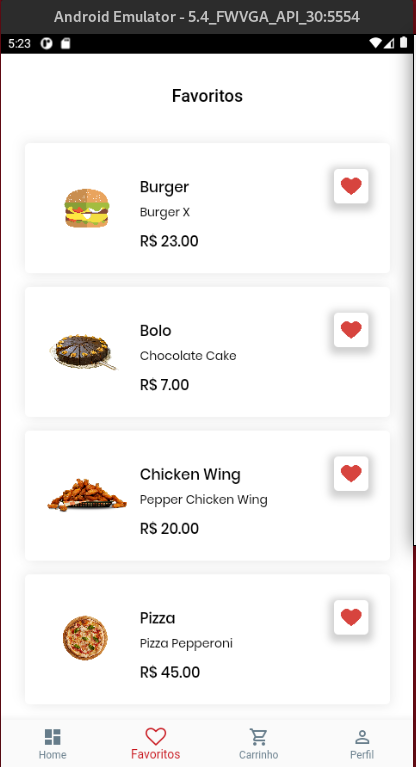 Android Emulator - 5.4_FWVGA_API_30:5554
5:23
Favoritos
Burger
Burger X
R$ 23.00
Bolo
Chocolate Cake
R$ 7.00
Chicken Wing
Pepper Chicken Wing
R$ 20.00
Pizza
Pizza Pepperoni
R$ 45.00
Home Favoritos Carrinho Perfil